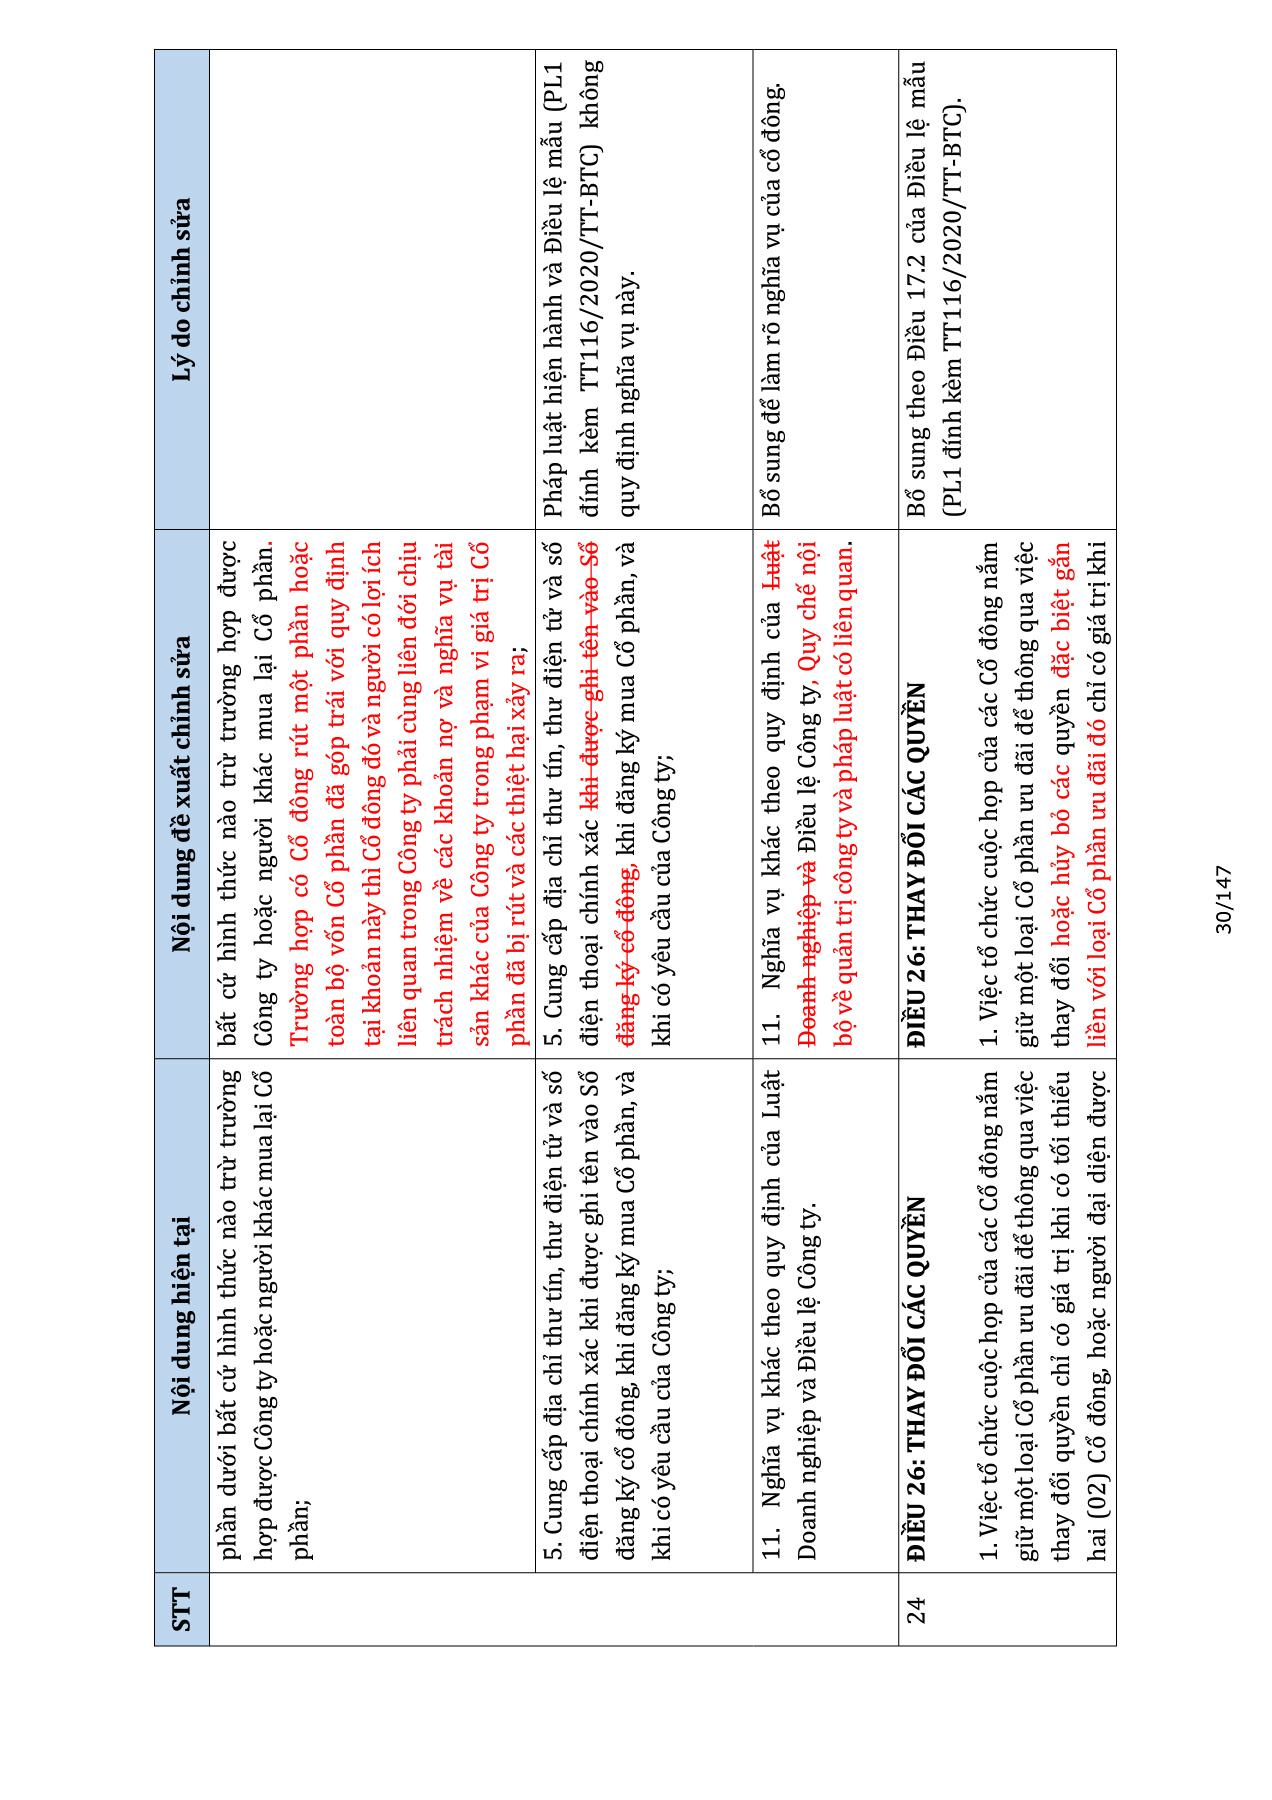 STT
Nội dung hiện tại
Nội dung đề xuất chỉnh sửa
Lý do chỉnh sửa
phần dưới bất cứ hình thức nào trừ trường
hợp được Công ty hoặc người khác mua lại Cổ
phần;
bất cứ hình thức nào trừ trường hợp được
Công ty hoặc người khác mua lại Cổ phần.
Trường hợp có Cổ đông rút một phần hoặc
toàn bộ vốn Cổ phần đã góp trái với quy định
tại khoản này thì Cổ đông đó và người có lợi ích
liên quan trong Công ty phải cùng liên đới chịu
trách nhiệm về các khoản nợ và nghĩa vụ tài
sản khác của Công ty trong phạm vi giá trị Cổ
phần đã bị rút và các thiệt hại xảy ra;
5. Cung cấp địa chỉ thư tín, thư điện tử và số
điện thoại chính xác khi được ghi tên vào Sổ
đăng ký cổ đông, khi đăng ký mua Cổ phần, và
khi có yêu cầu của Công ty;
5. Cung cấp địa chỉ thư tín, thư điện tử và số
điện thoại chính xác khi được ghi tên vào Sổ
đăng ký cổ đông, khi đăng ký mua Cổ phần, và
khi có yêu cầu của Công ty;
Pháp luật hiện hành và Điều lệ mẫu (PL1
đính kèm TT116/2020/TT-BTC) không
quy định nghĩa vụ này.
11. Nghĩa vụ khác theo quy định của Luật
Doanh nghiệp và Điều lệ Công ty.
11. Nghĩa vụ khác theo quy định của Luật
Doanh nghiệp và Điều lệ Công ty, Quy chế nội
bộ về quản trị công ty và pháp luật có liên quan.
Bổ sung để làm rõ nghĩa vụ của cổ đông.
24
ĐIỀU 26: THAY ĐỔI CÁC QUYỀN
1. Việc tổ chức cuộc họp của các Cổ đông nắm
giữ một loại Cổ phần ưu đãi để thông qua việc
thay đổi quyền chỉ có giá trị khi có tối thiểu
hai (02) Cổ đông, hoặc người đại diện được
ĐIỀU 26: THAY ĐỔI CÁC QUYỀN
1. Việc tổ chức cuộc họp của các Cổ đông nắm
giữ một loại Cổ phần ưu đãi để thông qua việc
thay đổi hoặc hủy bỏ các quyền đặc biệt gắn
liền với loại Cổ phần ưu đãi đó chỉ có giá trị khi
Bổ sung theo Điều 17.2 của Điều lệ mẫu
(PL1 đính kèm TT116/2020/TT-BTC).
30/147